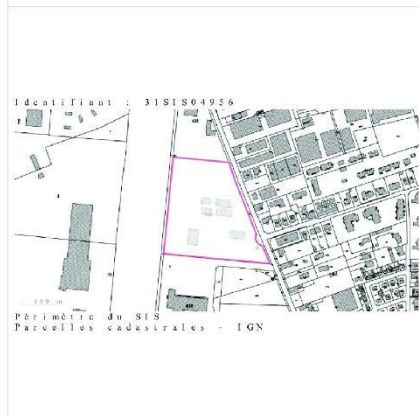 Identifiant : 31SIS04956
Périmètre du SIS
Parcelles cadastrales - IGN